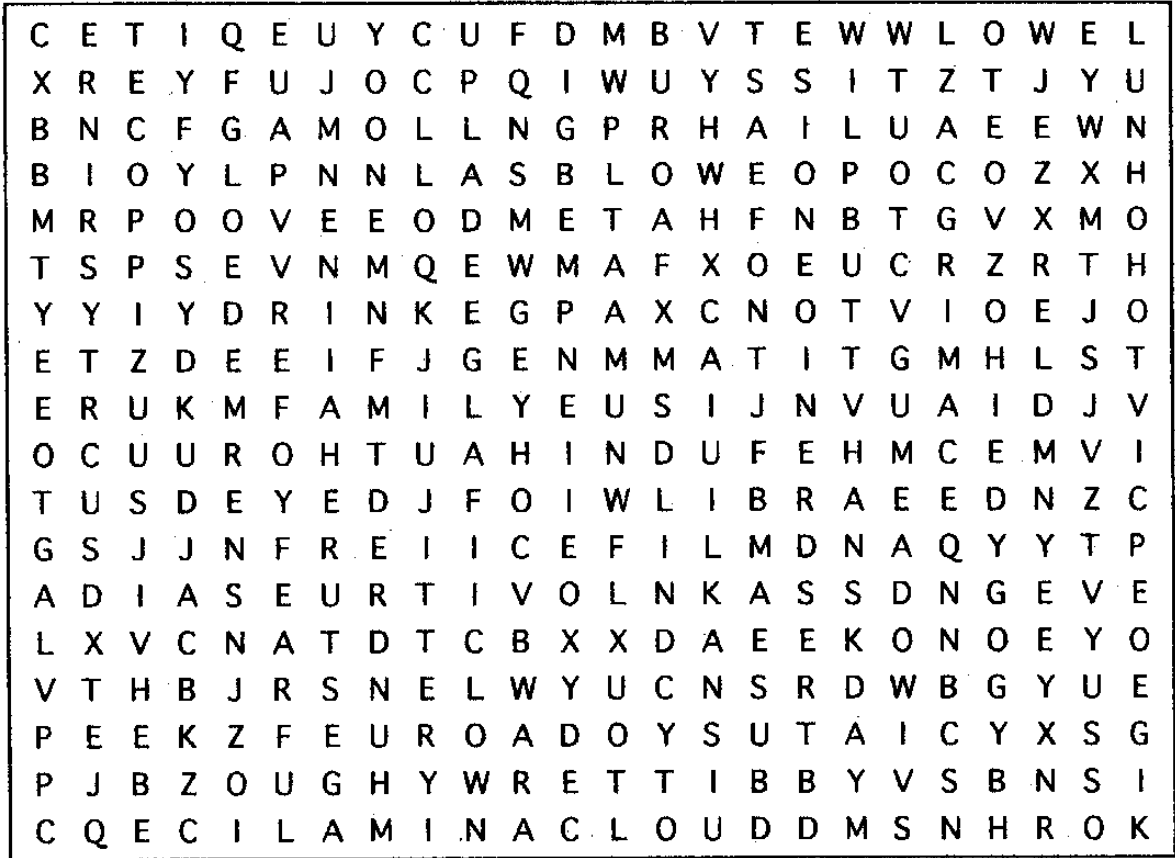 C E T I Q E U Y C U F D M B V T E W W L O W E L
X R E Y F U J O C P Q I W U Y S S I T Z T J Y U
B N C F G A M O L L N G P R H A I L U A E E W N
B I O Y L P N N L A S B L O W E O P O C O Z X H
M R P O O V E E O D M E T A H F N B T G V X M O
T S P S E V N M Q E W M A F X O E U C R Z R T H
Y Y I Y D R I N K E G P A X C N O T V I O E J O
E T Z D E E I F J G E N M M A T I T G M H L S T
E R U K M F A M I L Y E U S I J N V U A I D J V
O C U U R O H T U A H I N D U F E H M C E M V I
T U S D E Y E D J F O I W L I B R A E E D N Z C
G S J J N F R E I I C E F I L M D N A Q Y Y T P
A D I A S E U R T I V O L N K A S S D N G E V E
L X V C N A T D T C B X X D A E E K O N O E Y O
V T H B J R S N E L W Y U C N S R D W B G Y U E
P E E K Z F E U R O A D O Y S U T A I C Y X S G
P J B Z O U G H Y W R E T T I B B Y V S B N S I
C Q E C I L A M I N A C L O U D D M S N H R O K